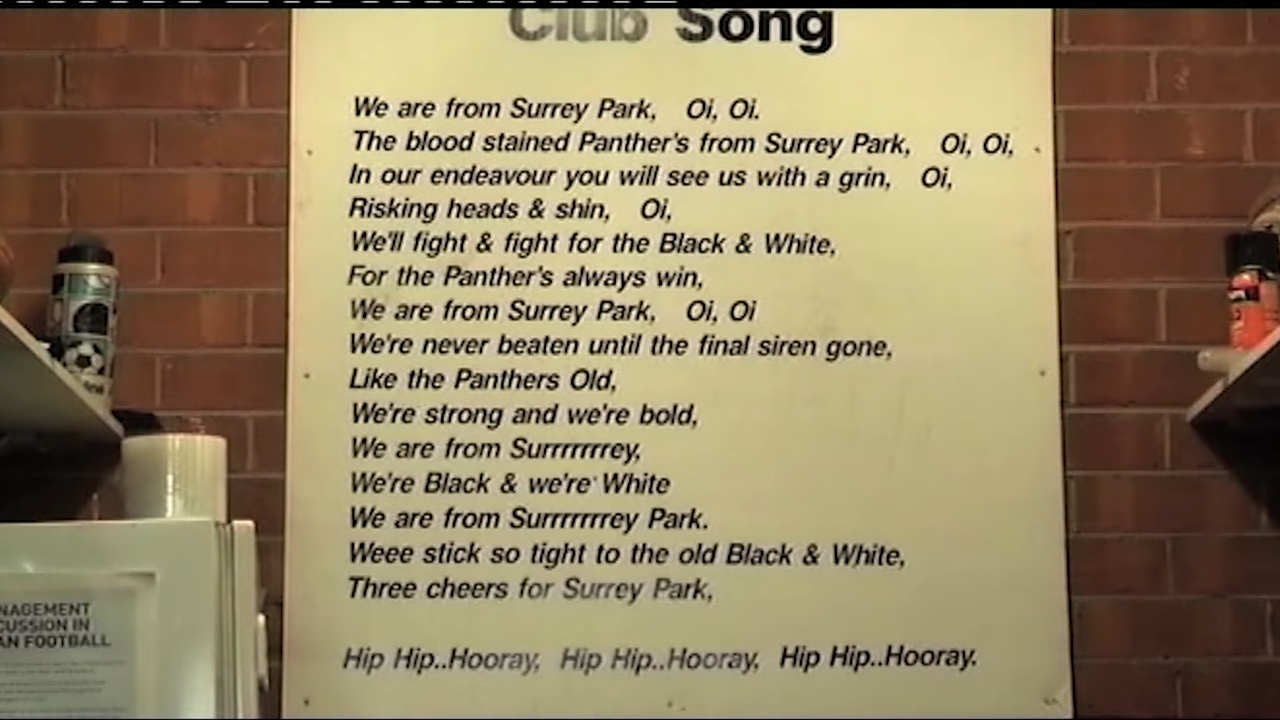 Club Song
We are from Surrey Park, Oi, Oi.
The blood stained Panther's from Surrey Park, Oi, Oi,
In our endeavour you will see us with a grin, Oi,
Risking heads & shin, Oi,
We'll fight & fight for the Black & White,
For the Panther's always win,
We are from Surrey Park, Oi, Oi
We're never beaten until the final siren gone,
Like the Panthers Old,
We're strong and we're bold,
We are from Surrrrrrrey,
We're Black & we're White
We are from Surrrrrrrey Park.
Weee stick so tight to the old Black & White,
Three cheers for Surrey Park,
Hip Hip..Hooray, Hip Hip..Hooray, Hip Hip..Hooray.
NAGEMENT
CUSSION IN
AN FOOTBALL